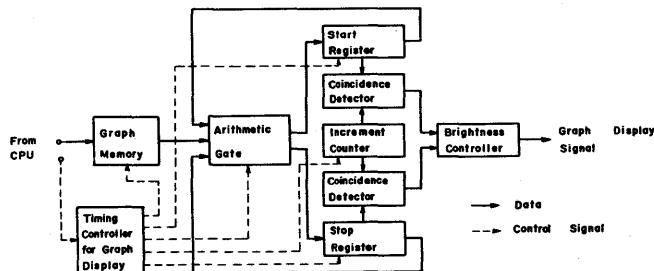 Start
Register
Coincidence
Detector
From
CPU
Graph
Memory
Arithmetic
Gate
Increment
Counter
Brightness
Controller
Graph Display
Signal
Coincidence
Detector
Timing
Controller
for Graph
Display
Stop
Register
Data
Control Signal